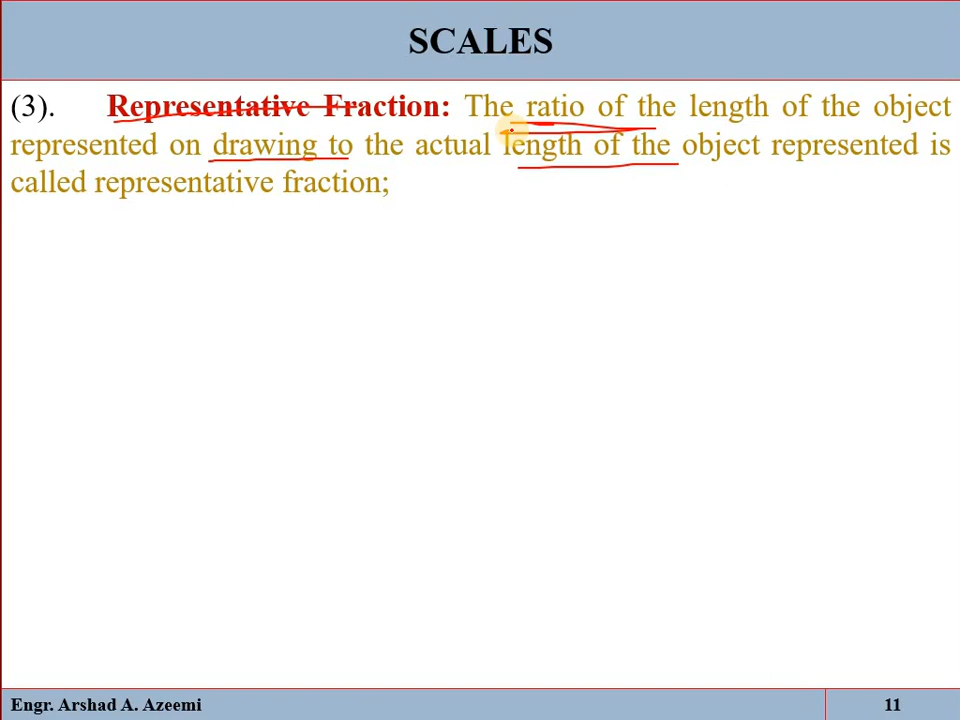 SCALES
(3). Representative Fraction: The ratio of the length of the object
represented on drawing to the actual length of the object represented is
called representative fraction;
Engr. Arshad A. Azeemi 11